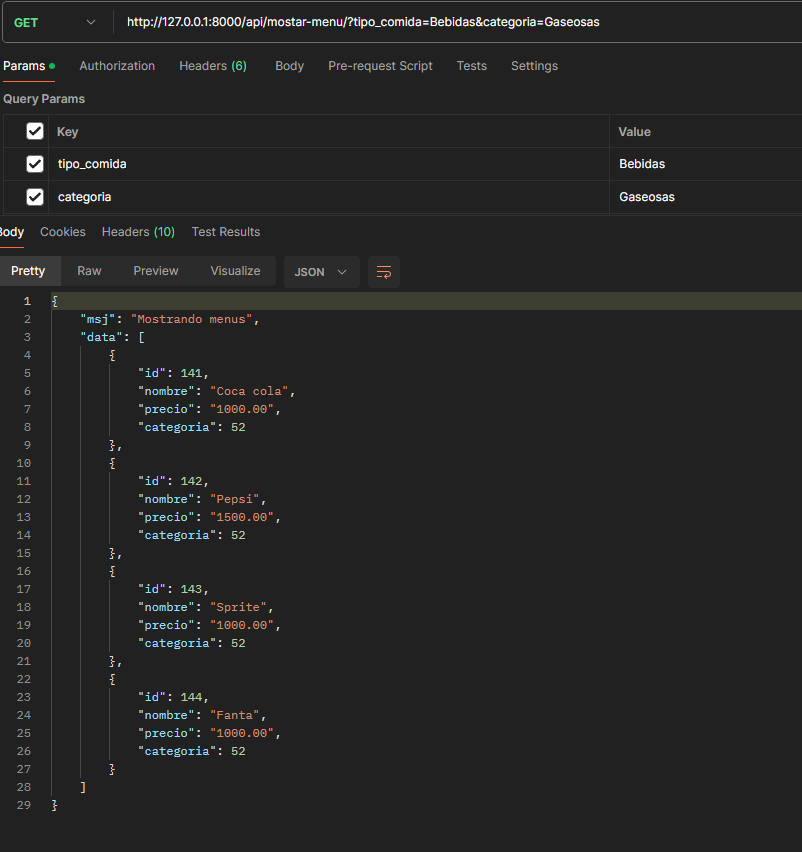 GET http://127.0.0.1:8000/api/mostar-menu/?tipo_comida=Bebidas&categoria=Gaseosas
Params Authorization Headers (6) Body Pre-request Script Tests Settings
Query Params
Key Value
tipo_comida Bebidas
categoria Gaseosas
Body Cookies Headers (10) Test Results
Pretty Raw Preview Visualize JSON
1 {
2 "msj": "Mostrando menus",
3 "data": [
4 {
5 "id": 141,
6 "nombre": "Coca cola",
7 "precio": "1000.00",
8 "categoria": 52
9 },
10 {
11 "id": 142,
12 "nombre": "Pepsi",
13 "precio": "1500.00",
14 "categoria": 52
15 },
16 {
17 "id": 143,
18 "nombre": "Sprite",
19 "precio": "1000.00",
20 "categoria": 52
21 },
22 {
23 "id": 144,
24 "nombre": "Fanta",
25 "precio": "1000.00",
26 "categoria": 52
27 }
28 ]
29 }